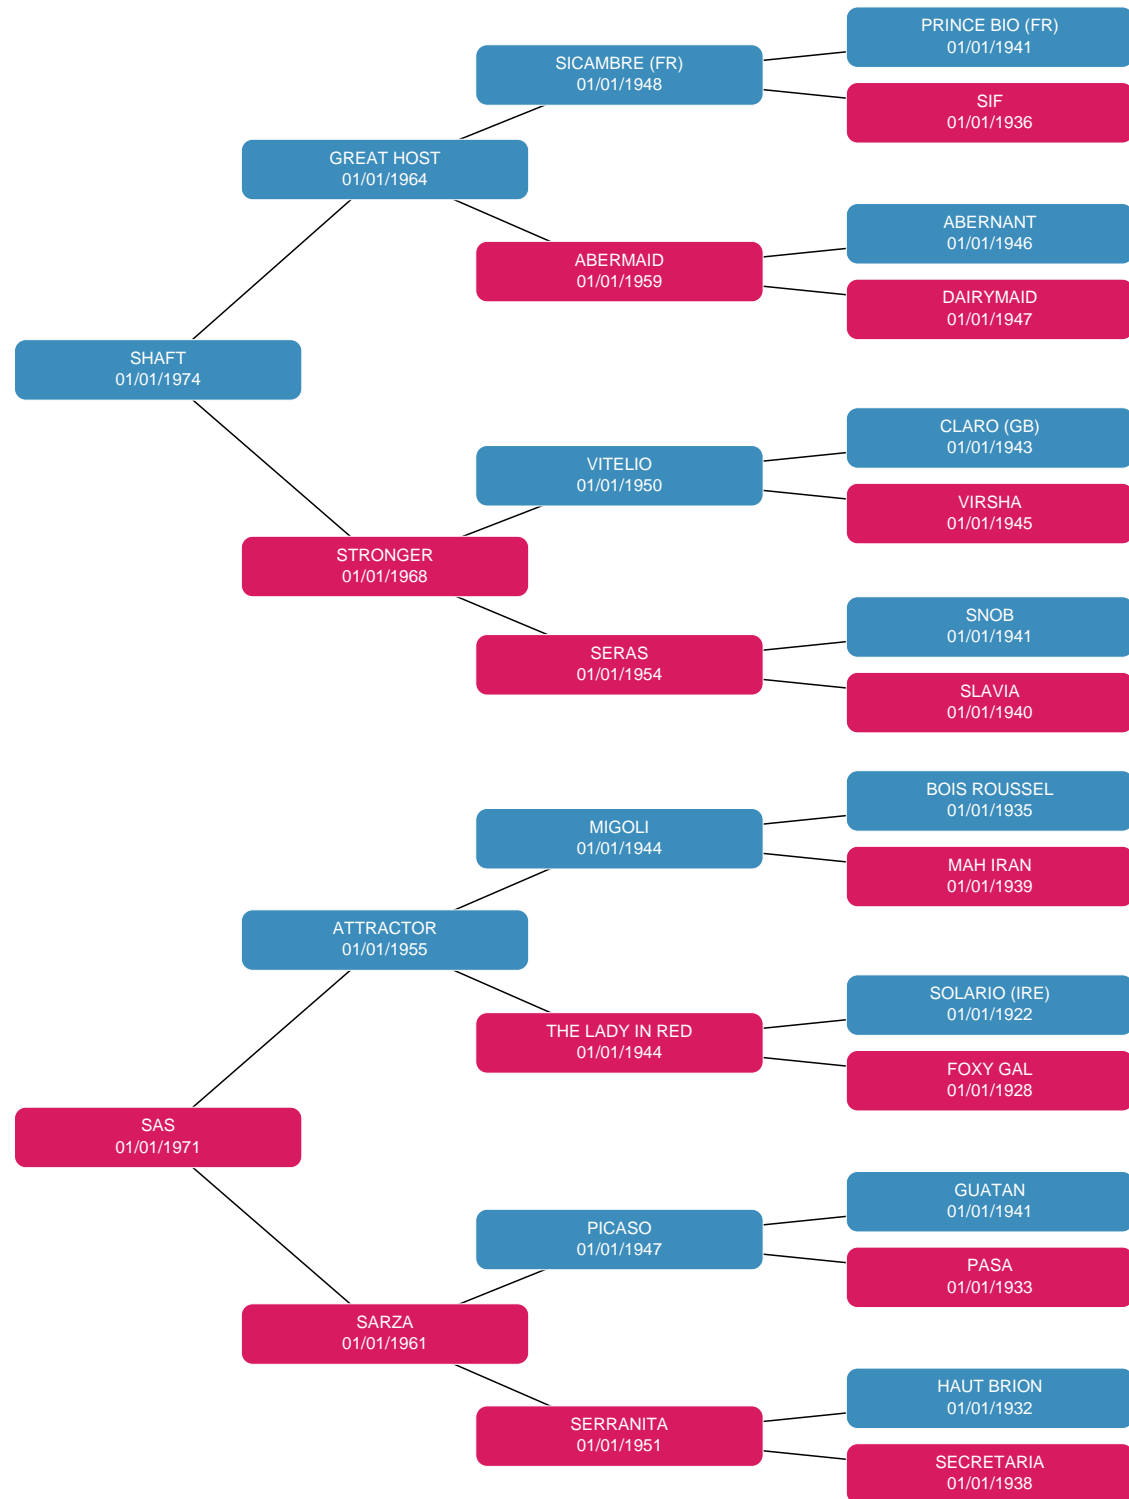 PRINCE BIO (FR)
01/01/1941
SICAMBRE (FR)
01/01/1948
SIF
01/01/1936
GREAT HOST
01/01/1964
ABERNANT
01/01/1946
ABERMAID
01/01/1959
DAIRYMAID
01/01/1947
SHAFT
01/01/1974
CLARO (GB)
01/01/1943
VITELIO
01/01/1950
VIRSHA
01/01/1945
STRONGER
01/01/1968
SNOB
01/01/1941
SERAS
01/01/1954
SLAVIA
01/01/1940
BOIS ROUSSEL
01/01/1935
MIGOLI
01/01/1944
MAH IRAN
01/01/1939
ATTRACTOR
01/01/1955
SOLARIO (IRE)
01/01/1922
THE LADY IN RED
01/01/1944
FOXY GAL
01/01/1928
SAS
01/01/1971
GUATAN
01/01/1941
PICASO
01/01/1947
PASA
01/01/1933
SARZA
01/01/1961
HAUT BRION
01/01/1932
SERRANITA
01/01/1951
SECRETARIA
01/01/1938